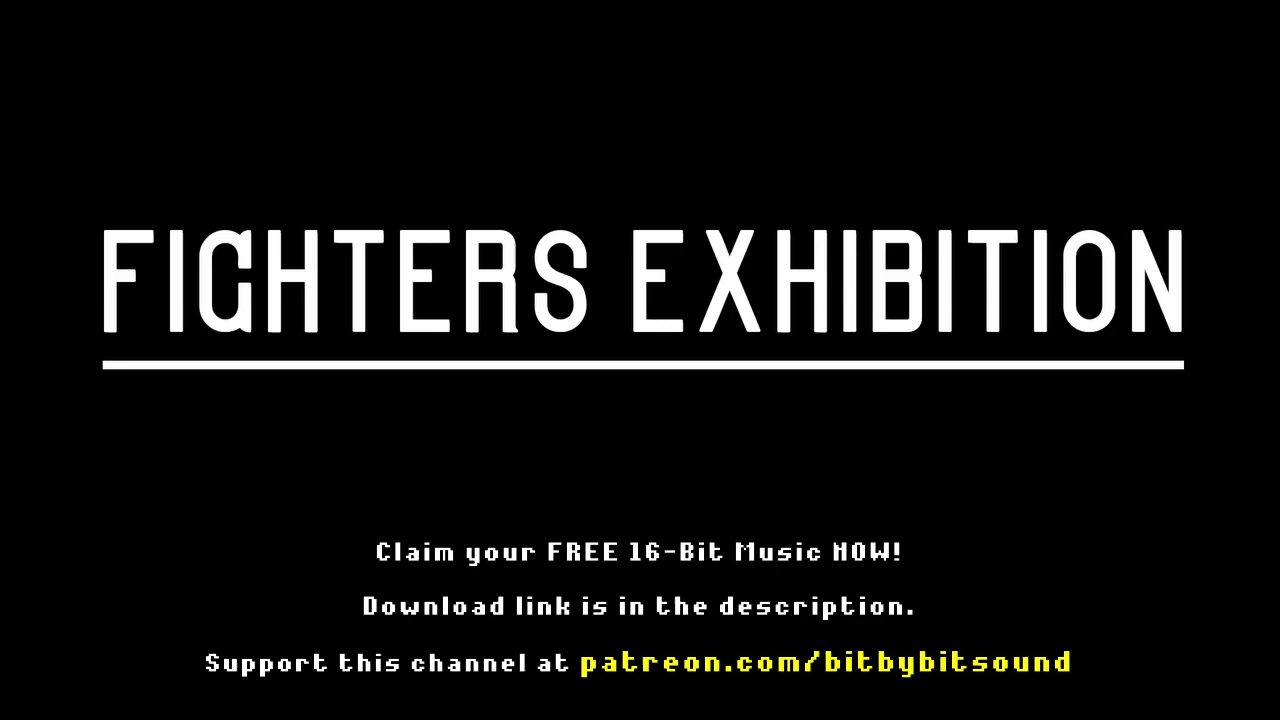 FIGHTERS EXHIBITION
Claim your FREE 16-Bit Music NOW!
Download link is in the description.
Support this channel at patreon.com/bitbybitsound